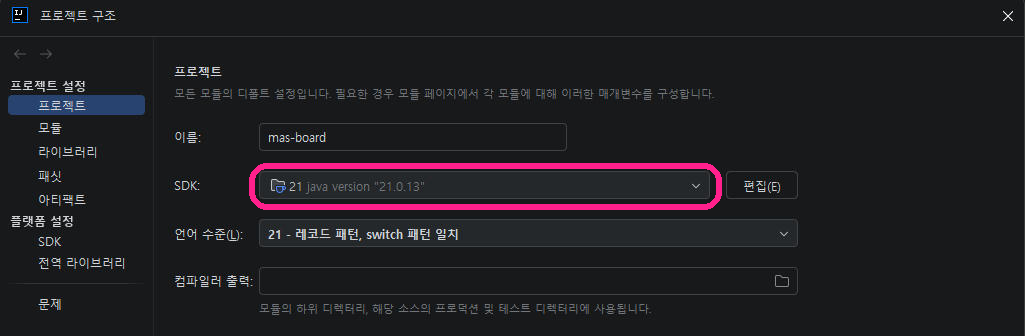 IJ 프로젝트 구조
프로젝트 설정
프로젝트
모듈
라이브러리
패싯
아티팩트
플랫폼 설정
SDK
전역 라이브러리
문제
프로젝트
모든 모듈의 디폴트 설정입니다. 필요한 경우 모듈 페이지에서 각 모듈에 대해 이러한 매개변수를 구성합니다.
이름: mas-board
SDK: 21 java version "21.0.13" 편집(E)
언어 수준(L): 21 - 레코드 패턴, switch 패턴 일치
컴파일러 출력:
모듈의 하위 디렉터리, 해당 소스의 프로덕션 및 테스트 디렉터리에 사용됩니다.